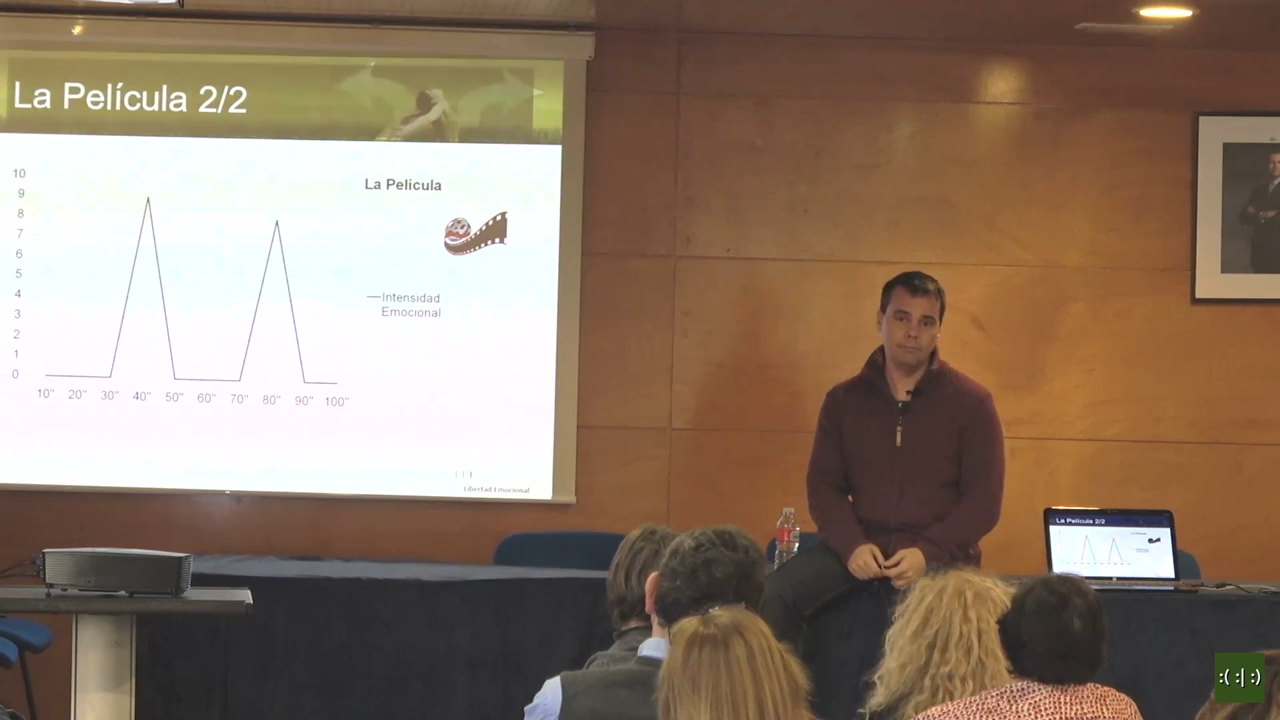 La Película 2/2
10
9
8
7
6
5
4
3
2
1
0
10" 20" 30" 40" 50" 60" 70" 80" 90" 100"
La Película
Intensidad
Emocional
Libertad Emocional
La Película 2/2
:( :| :)